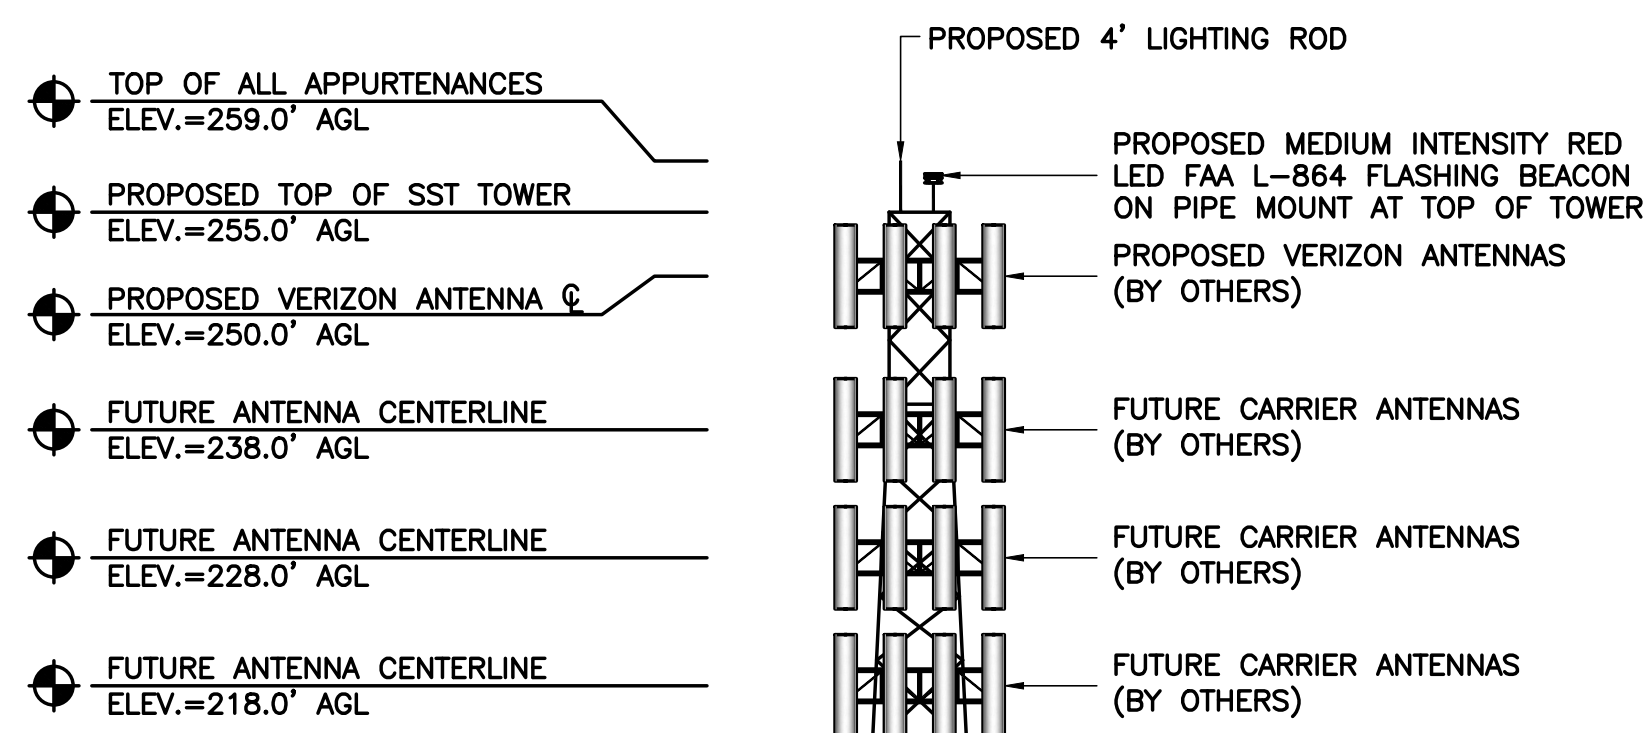 PROPOSED 4' LIGHTING ROD
TOP OF ALL APPURTENANCES
ELEV.=259.0' AGL
PROPOSED MEDIUM INTENSITY RED
LED FAA L-864 FLASHING BEACON
ON PIPE MOUNT AT TOP OF TOWER
PROPOSED TOP OF SST TOWER
ELEV.=255.0' AGL
PROPOSED VERIZON ANTENNAS
(BY OTHERS)
PROPOSED VERIZON ANTENNA ℄
ELEV.=250.0' AGL
FUTURE ANTENNA CENTERLINE
ELEV.=238.0' AGL
FUTURE CARRIER ANTENNAS
(BY OTHERS)
FUTURE ANTENNA CENTERLINE
ELEV.=228.0' AGL
FUTURE CARRIER ANTENNAS
(BY OTHERS)
FUTURE ANTENNA CENTERLINE
ELEV.=218.0' AGL
FUTURE CARRIER ANTENNAS
(BY OTHERS)